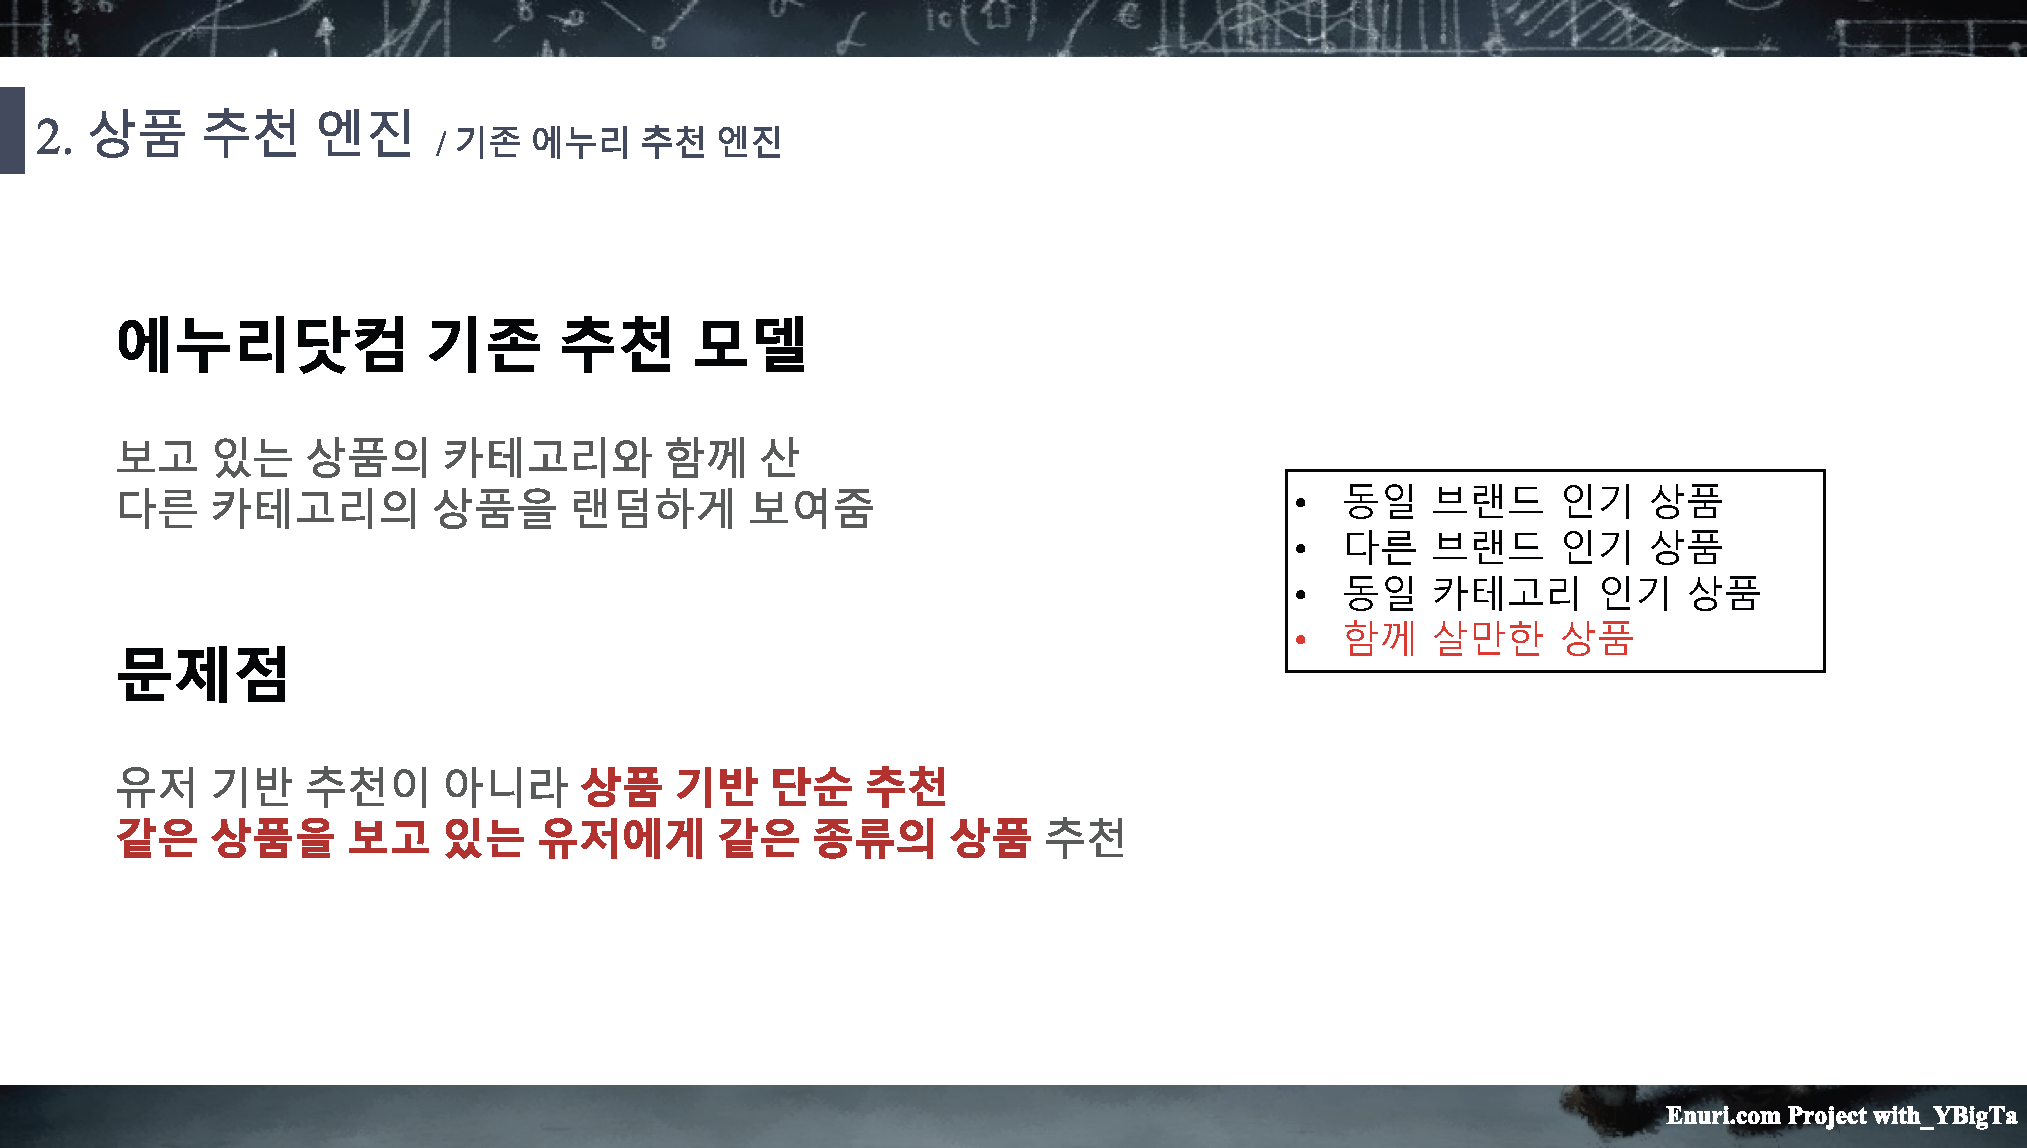 2. 상품 추천 엔진 / 기존 에누리 추천 엔진
에누리닷컴 기존 추천 모델
보고 있는 상품의 카테고리와 함께 산
다른 카테고리의 상품을 랜덤하게 보여줌
문제점
유저 기반 추천이 아니라 상품 기반 단순 추천
같은 상품을 보고 있는 유저에게 같은 종류의 상품 추천
• 동일 브랜드 인기 상품
• 다른 브랜드 인기 상품
• 동일 카테고리 인기 상품
• 함께 살만한 상품
Enuri.com Project with_YBigTa